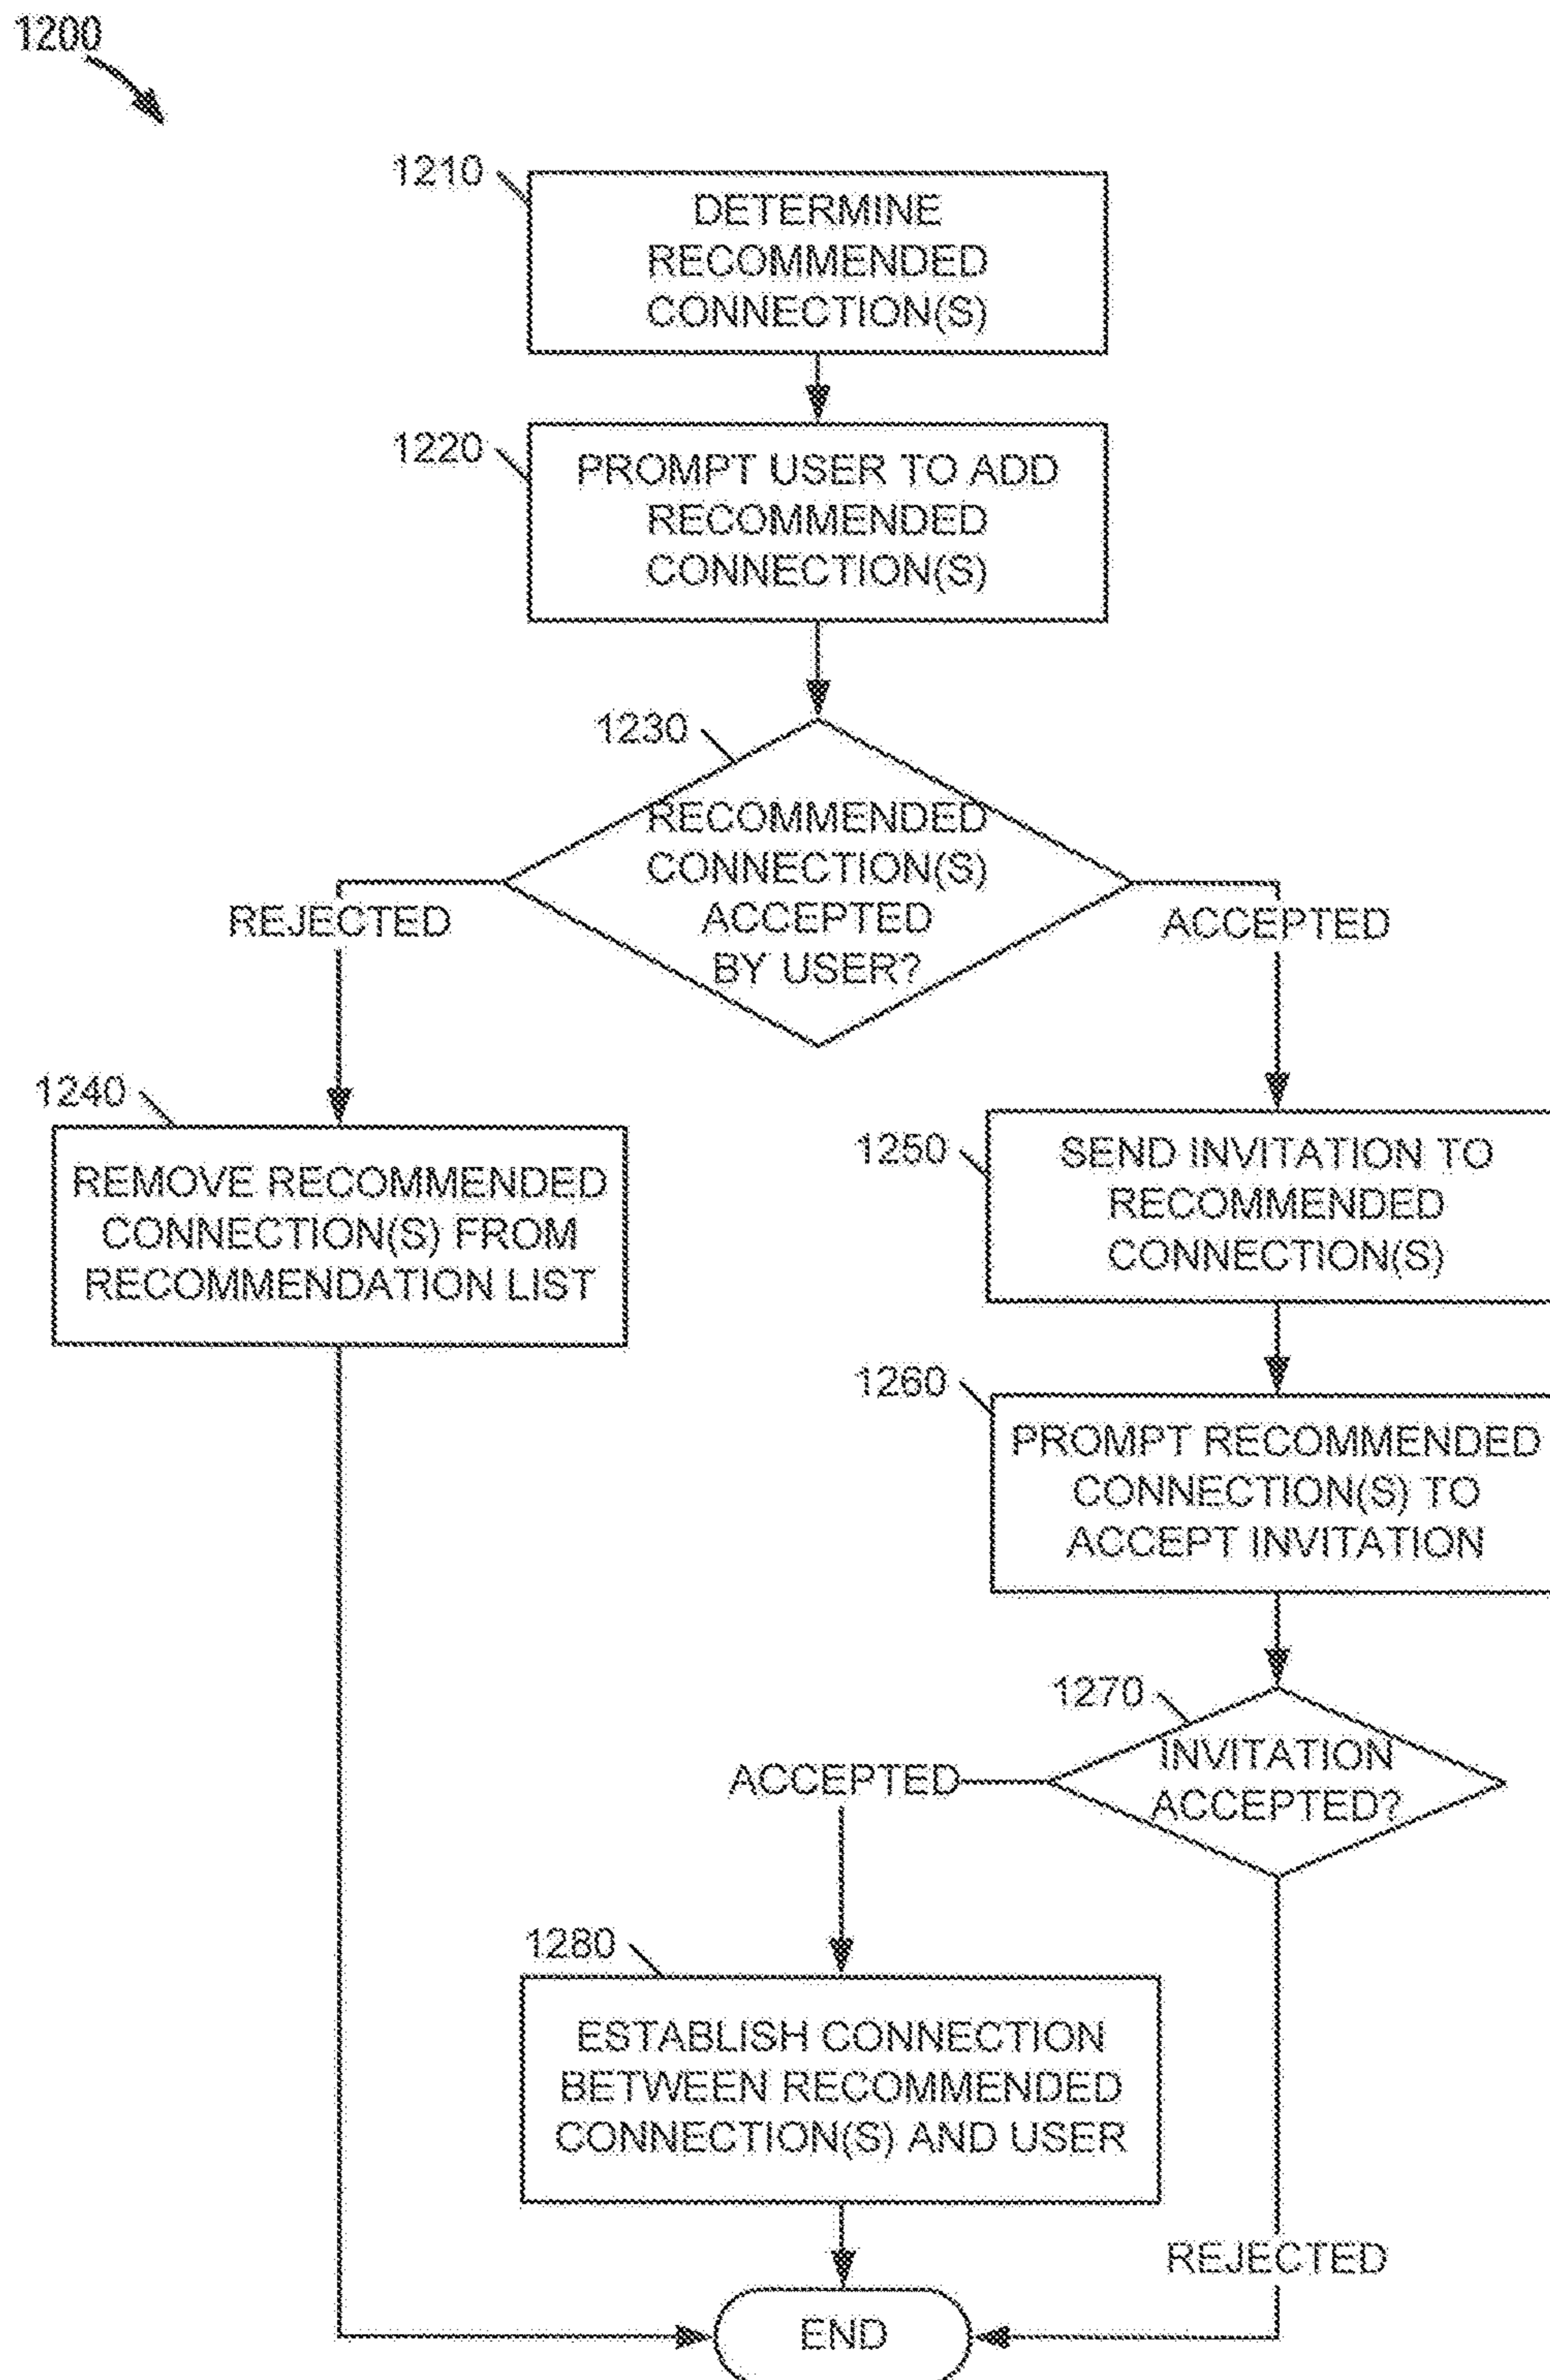 1200
1210
DETERMINE
RECOMMENDED
CONNECTION(S)
1220
PROMPT USER TO ADD
RECOMMENDED
CONNECTION(S)
1230
RECOMMENDED
CONNECTION(S)
ACCEPTED
BY USER?
REJECTED
ACCEPTED
1240
REMOVE RECOMMENDED
CONNECTION(S) FROM
RECOMMENDATION LIST
1250
SEND INVITATION TO
RECOMMENDED
CONNECTION(S)
1260
PROMPT RECOMMENDED
CONNECTION(S) TO
ACCEPT INVITATION
1270
INVITATION
ACCEPTED?
ACCEPTED
1280
ESTABLISH CONNECTION
BETWEEN RECOMMENDED
CONNECTION(S) AND USER
REJECTED
END